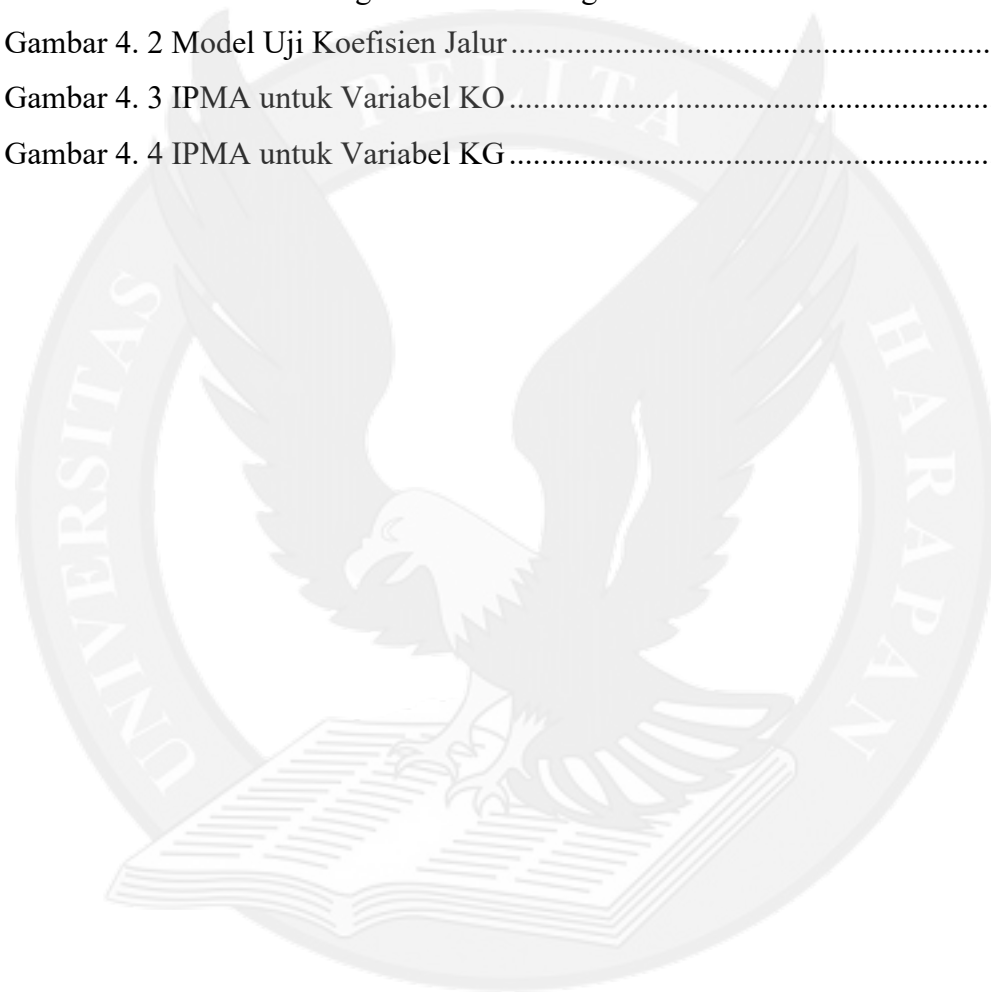 Gambar 4. 2 Model Uji Koefisien Jalur........................................................................................
Gambar 4. 3 IPMA untuk Variabel KO........................................................................................
Gambar 4. 4 IPMA untuk Variabel KG........................................................................................
UNIVERSITAS PELITA HARAPAN